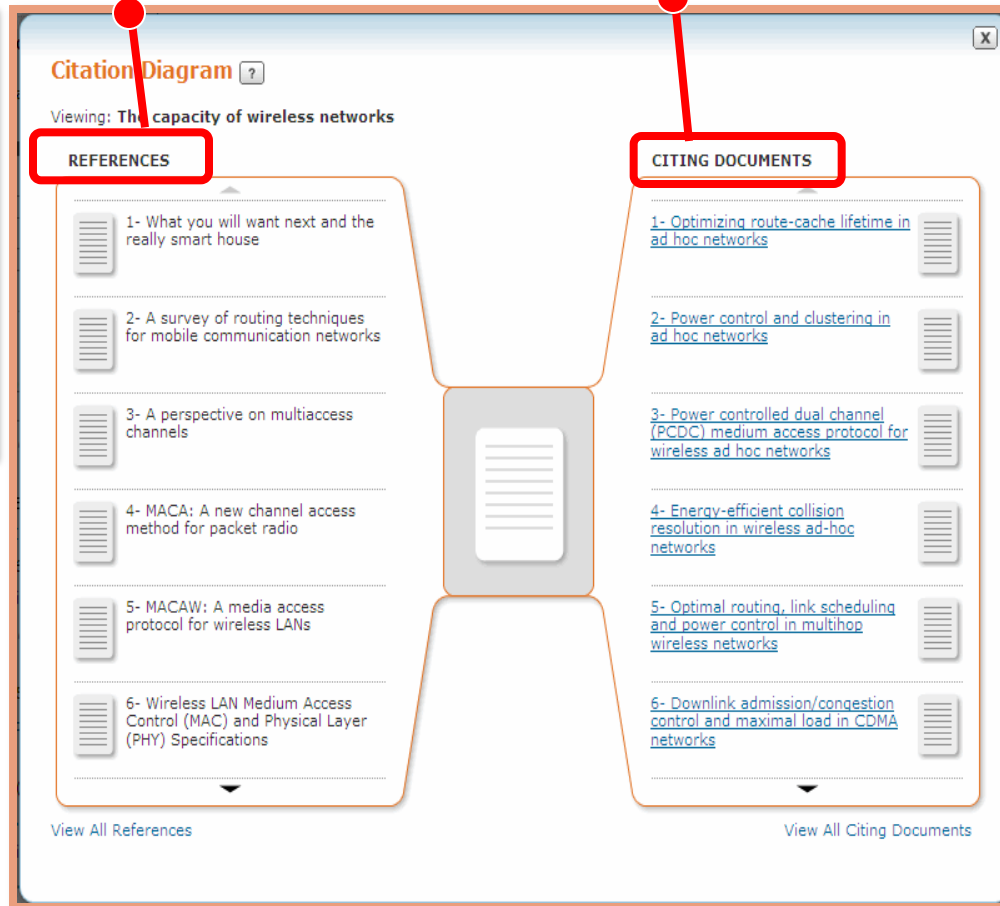 X
Citation Diagram ?
Viewing: The capacity of wireless networks
REFERENCES
1- What you will want next and the
really smart house
2- A survey of routing techniques
for mobile communication networks
3- A perspective on multiaccess
channels
4- MACA: A new channel access
method for packet radio
5- MACAW: A media access
protocol for wireless LANs
6- Wireless LAN Medium Access
Control (MAC) and Physical Layer
(PHY) Specifications
View All References
CITING DOCUMENTS
1- Optimizing route-cache lifetime in
ad hoc networks
2- Power control and clustering in
ad hoc networks
3- Power controlled dual channel
(PCDC) medium access protocol for
wireless ad hoc networks
4- Energy-efficient collision
resolution in wireless ad-hoc
networks
5- Optimal routing, link scheduling
and power control in multihop
wireless networks
6- Downlink admission/congestion
control and maximal load in CDMA
networks
View All Citing Documents